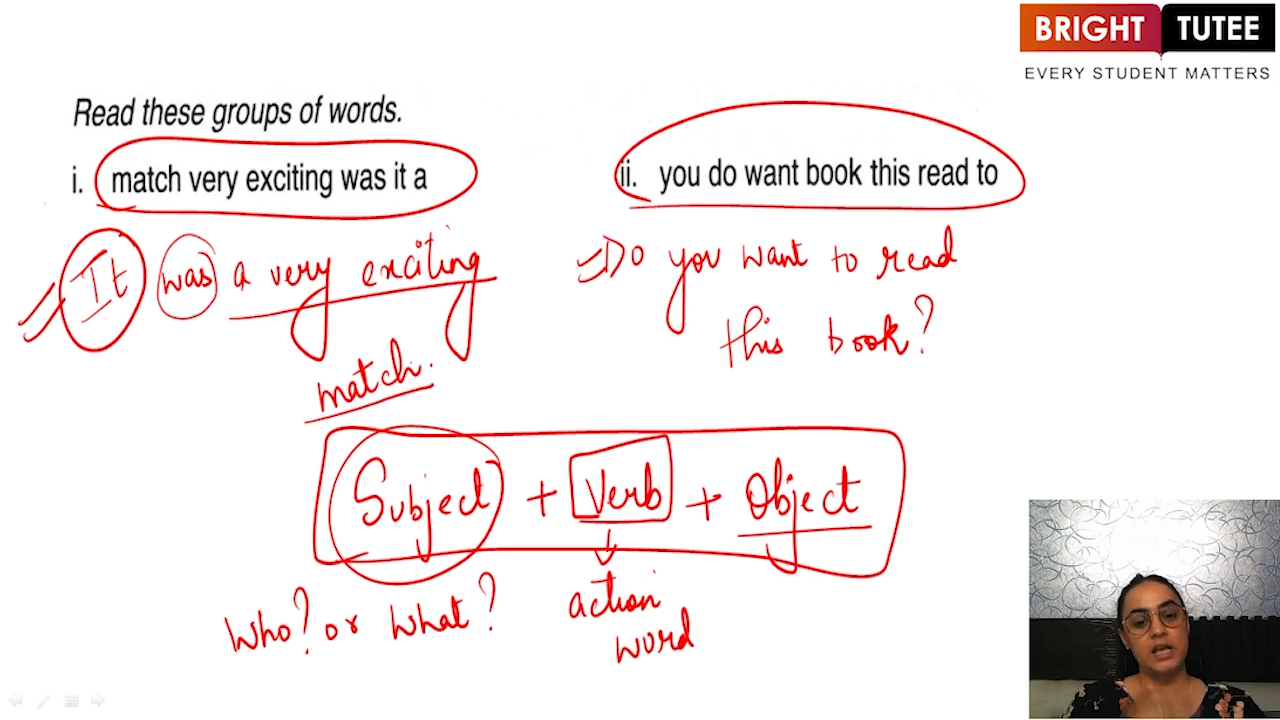 BRIGHT TUTEE
EVERY STUDENT MATTERS
Read these groups of words.
i. match very exciting was it a
ii. you do want book this read to
It was a very exciting
match.
Do you want to read
this book?
Subject + Verb + Object
Who? or what?
action
word